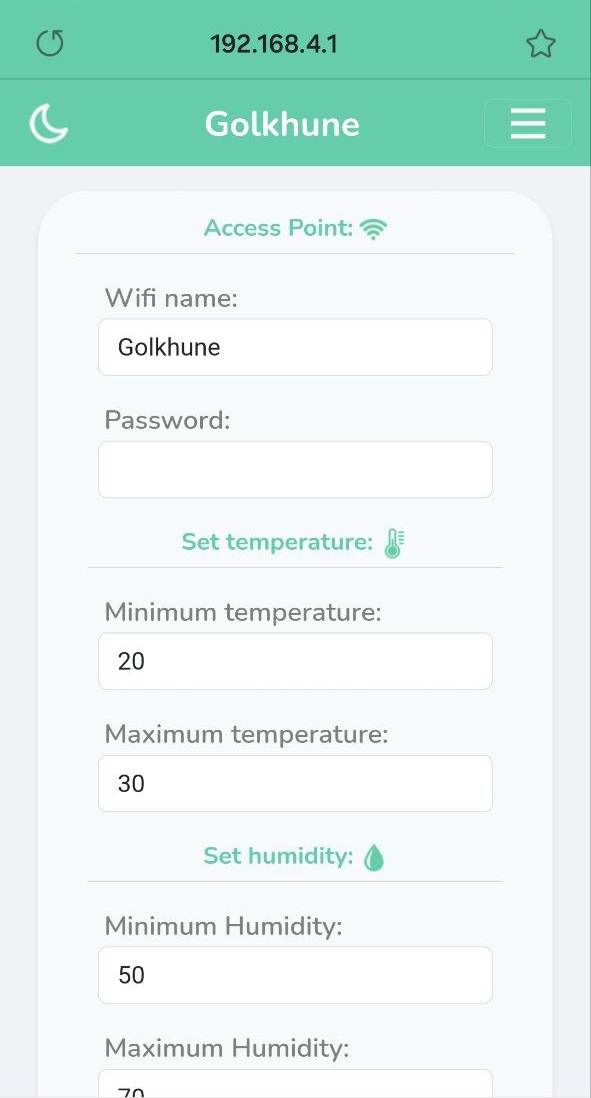 192.168.4.1
Golkhune
Access Point:
Wifi name:
Golkhune
Password:
Set temperature:
Minimum temperature:
20
Maximum temperature:
30
Set humidity:
Minimum Humidity:
50
Maximum Humidity:
70